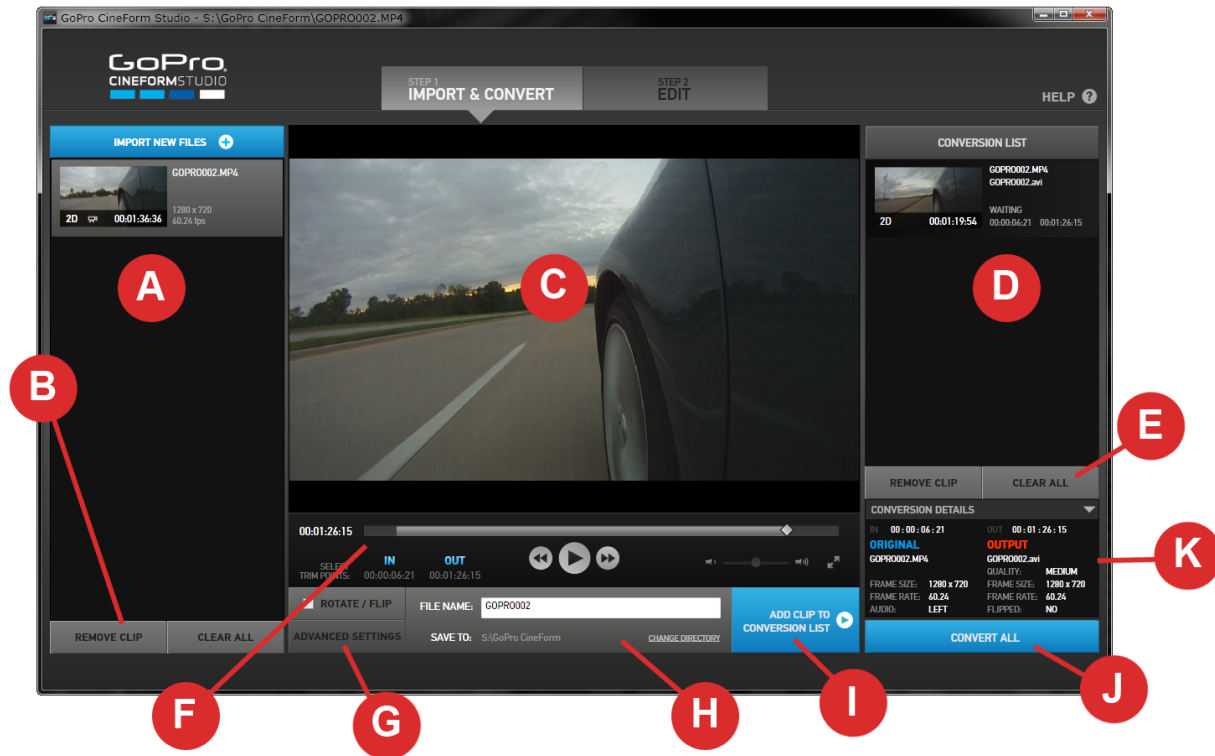 GoPro CineForm Studio - S:\GoPro CineForm\GOPRO002.MP4
GoPro
CINEFORMSTUDIO
STEP 1
IMPORT & CONVERT
STEP 2
EDIT
HELP ?
IMPORT NEW FILES
GOPRO002.MP4
1280 x 720
60.24 fps
2D 00:01:36:36
A
B
REMOVE CLIP CLEAR ALL
C
00:01:26:15
SELECT
TRIM POINTS:
IN OUT
00:00:06:21 00:01:26:15
F
ROTATE / FLIP
ADVANCED SETTINGS
G
FILE NAME: GOPRO002
SAVE TO: S:\GoPro CineForm CHANGE DIRECTORY
H
ADD CLIP TO
CONVERSION LIST
I
CONVERSION LIST
GOPRO002.MP4
GOPRO002.avi
WAITING
2D 00:01:19:54 00:00:06:21 00:01:26:15
D
E
REMOVE CLIP CLEAR ALL
CONVERSION DETAILS
IN 00:00:06:21 OUT 00:01:26:15
ORIGINAL OUTPUT
GOPRO002.MP4 GOPRO002.avi
QUALITY: MEDIUM
FRAME SIZE: 1280 x 720 FRAME SIZE: 1280 x 720
FRAME RATE: 60.24 FRAME RATE: 60.24
AUDIO: LEFT FLIPPED: NO
K
CONVERT ALL
J